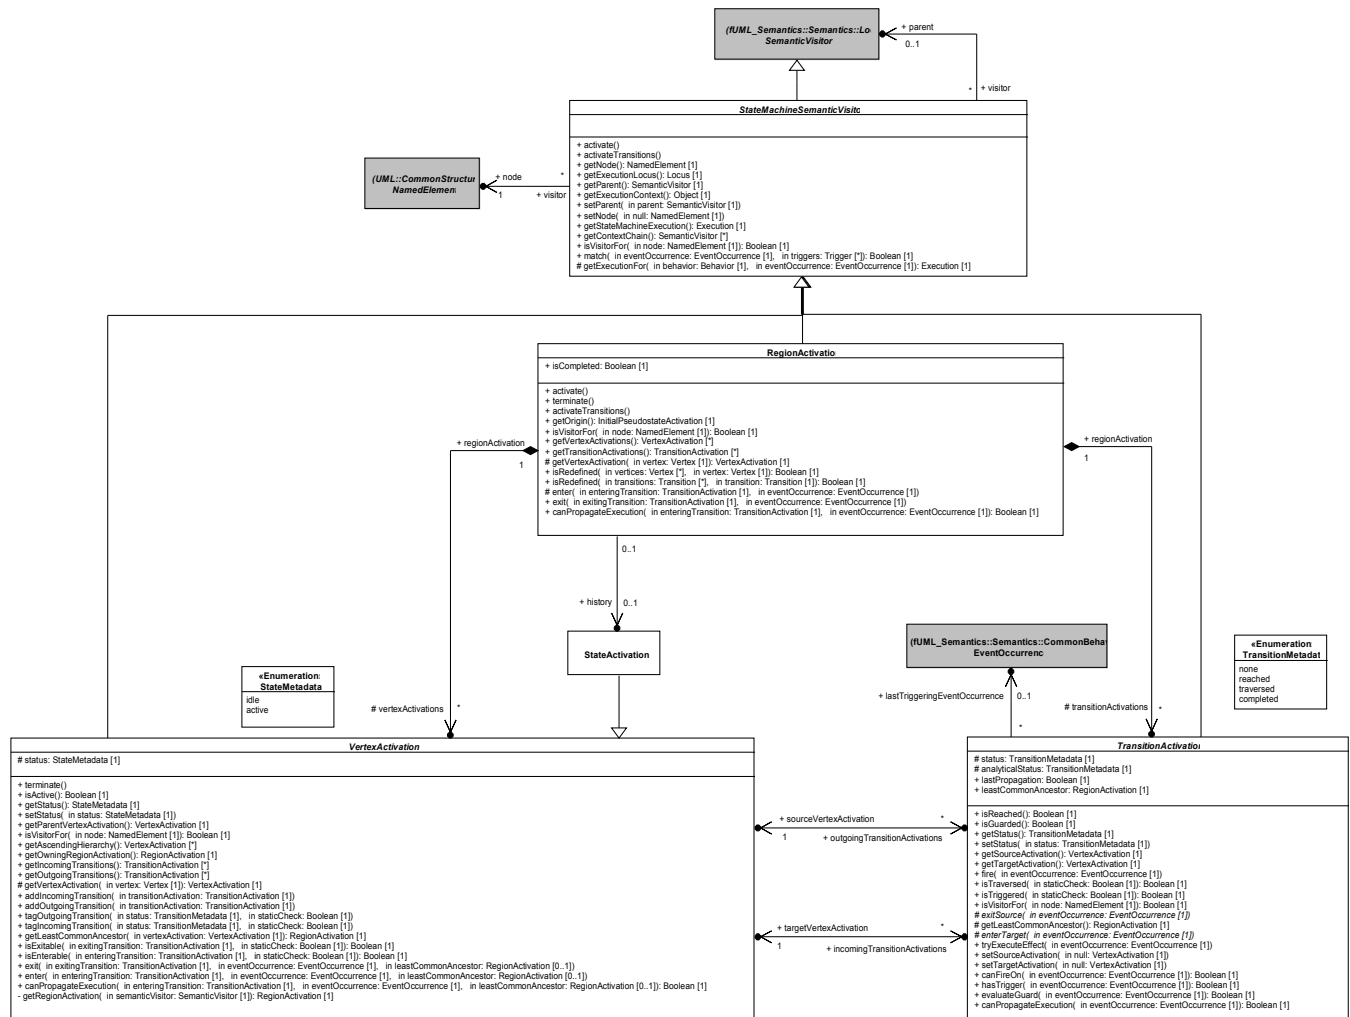 (fUML_Semantics::Semantics::Lo
SemanticVisitor
+ parent
0..1
*
+ visitor
StateMachineSemanticVisito
+ activate()
+ activateTransitions()
+ getNode(): NamedElement [1]
+ getExecutionLocus(): Locus [1]
+ getParent(): SemanticVisitor [1]
+ getExecutionContext(): Object [1]
+ setParent( in parent: SemanticVisitor [1])
+ setNode( in null: NamedElement [1])
+ getStateMachineExecution(): Execution [1]
+ getContextChain(): SemanticVisitor [*]
+ isVisitorFor( in node: NamedElement [1]): Boolean [1]
+ match( in eventOccurrence: EventOccurrence [1], in triggers: Trigger [*]): Boolean [1]
# getExecutionFor( in behavior: Behavior [1], in eventOccurrence: EventOccurrence [1]): Execution [1]
(UML::CommonStructur
NamedElemen
+ node
1
*
+ visitor
RegionActivatio
+ isCompleted: Boolean [1]
+ activate()
+ terminate()
+ activateTransitions()
+ getOrigin(): InitialPseudostateActivation [1]
+ isVisitorFor( in node: NamedElement [1]): Boolean [1]
+ getVertexActivations(): VertexActivation [*]
+ getTransitionActivations(): TransitionActivation [*]
# getVertexActivation( in vertex: Vertex [1]): VertexActivation [1]
+ isRedefined( in vertices: Vertex [*], in vertex: Vertex [1]): Boolean [1]
+ isRedefined( in transitions: Transition [*], in transition: Transition [1]): Boolean [1]
# enter( in enteringTransition: TransitionActivation [1], in eventOccurrence: EventOccurrence [1])
+ exit( in exitingTransition: TransitionActivation [1], in eventOccurrence: EventOccurrence [1])
+ canPropagateExecution( in enteringTransition: TransitionActivation [1], in eventOccurrence: EventOccurrence [1]): Boolean [1]
+ regionActivation
1
+ regionActivation
1
0..1
+ history
0..1
StateActivation
(fUML_Semantics::Semantics::CommonBeha
EventOccurrenc
+ lastTriggeringEventOccurrence
0..1
*
«Enumeration:
StateMetadata
idle
active
«Enumeration
TransitionMetadat
none
reached
traversed
completed
# vertexActivations
*
# transitionActivations
*
VertexActivation
# status: StateMetadata [1]
+ terminate()
+ isActive(): Boolean [1]
+ getStatus(): StateMetadata [1]
+ setStatus( in status: StateMetadata [1])
+ getParentVertexActivation(): VertexActivation [1]
+ isVisitorFor( in node: NamedElement [1]): Boolean [1]
+ getAscendingHierarchy(): VertexActivation [*]
+ getOwningRegionActivation(): RegionActivation [1]
+ getIncomingTransitions(): TransitionActivation [*]
+ getOutgoingTransitions(): TransitionActivation [*]
# getVertexActivation( in vertex: Vertex [1]): VertexActivation [1]
+ addIncomingTransition( in transitionActivation: TransitionActivation [1])
+ addOutgoingTransition( in transitionActivation: TransitionActivation [1])
+ tagOutgoingTransition( in status: TransitionMetadata [1], in staticCheck: Boolean [1])
+ tagIncomingTransition( in status: TransitionMetadata [1], in staticCheck: Boolean [1])
+ getLeastCommonAncestor( in vertexActivation: VertexActivation [1]): RegionActivation [1]
+ isExitable( in exitingTransition: TransitionActivation [1], in staticCheck: Boolean [1]): Boolean [1]
+ isEnterable( in enteringTransition: TransitionActivation [1], in staticCheck: Boolean [1]): Boolean [1]
+ exit( in exitingTransition: TransitionActivation [1], in eventOccurrence: EventOccurrence [1], in leastCommonAncestor: RegionActivation [0..1])
+ enter( in enteringTransition: TransitionActivation [1], in eventOccurrence: EventOccurrence [1], in leastCommonAncestor: RegionActivation [0..1])
+ canPropagateExecution( in enteringTransition: TransitionActivation [1], in eventOccurrence: EventOccurrence [1], in leastCommonAncestor: RegionActivation [0..1]): Boolean [1]
- getRegionActivation( in semanticVisitor: SemanticVisitor [1]): RegionActivation [1]
+ sourceVertexActivation
*
1
+ outgoingTransitionActivations
+ targetVertexActivation
*
1
+ incomingTransitionActivations
TransitionActivatio
# status: TransitionMetadata [1]
# analyticalStatus: TransitionMetadata [1]
+ lastPropagation: Boolean [1]
+ leastCommonAncestor: RegionActivation [1]
+ isReached(): Boolean [1]
+ isGuarded(): Boolean [1]
+ getStatus(): TransitionMetadata [1]
+ setStatus( in status: TransitionMetadata [1])
+ getSourceActivation(): VertexActivation [1]
+ getTargetActivation(): VertexActivation [1]
+ fire( in eventOccurrence: EventOccurrence [1])
+ isTraversed( in staticCheck: Boolean [1]): Boolean [1]
+ isTriggered( in staticCheck: Boolean [1]): Boolean [1]
+ isVisitorFor( in node: NamedElement [1]): Boolean [1]
# exitSource( in eventOccurrence: EventOccurrence [1])
# getLeastCommonAncestor(): RegionActivation [1]
# enterTarget( in eventOccurrence: EventOccurrence [1])
+ tryExecuteEffect( in eventOccurrence: EventOccurrence [1])
+ setSourceActivation( in null: VertexActivation [1])
+ setTargetActivation( in null: VertexActivation [1])
+ canFireOn( in eventOccurrence: EventOccurrence [1]): Boolean [1]
+ hasTrigger( in eventOccurrence: EventOccurrence [1]): Boolean [1]
+ evaluateGuard( in eventOccurrence: EventOccurrence [1]): Boolean [1]
+ canPropagateExecution( in eventOccurrence: EventOccurrence [1]): Boolean [1]